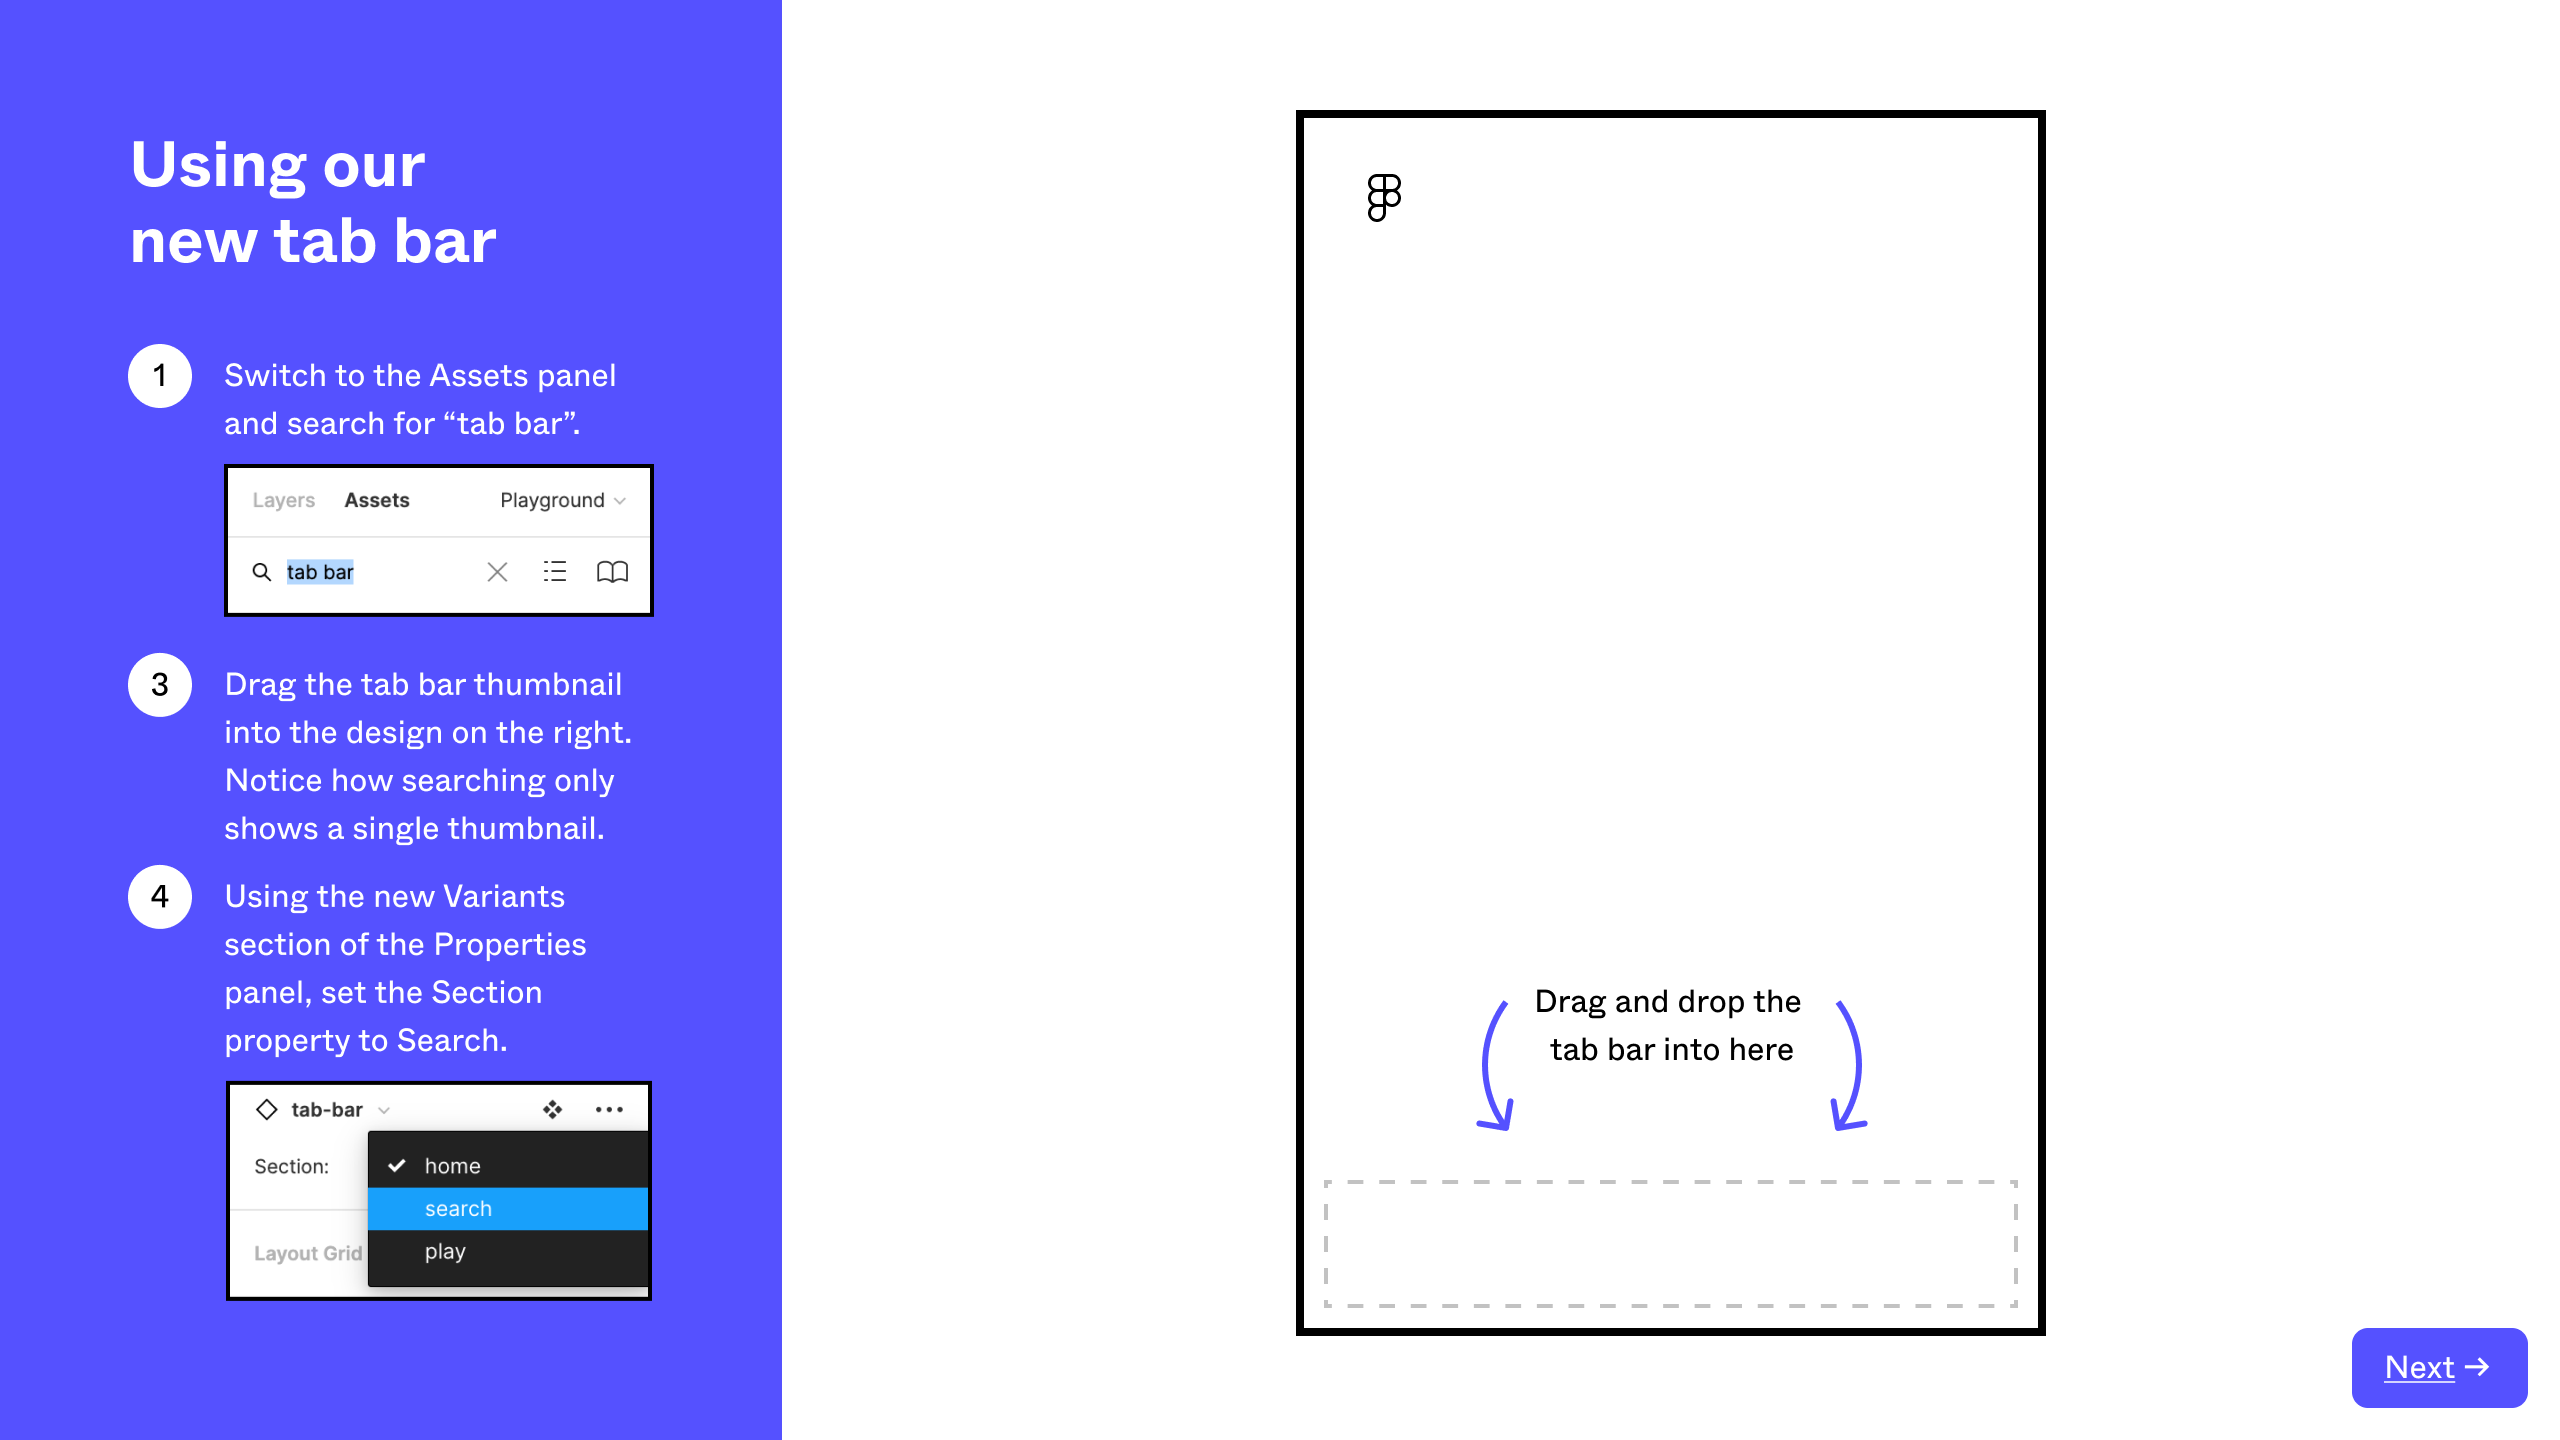 Using our
new tab bar
1
Switch to the Assets panel
and search for “tab bar”.
Layers Assets Playground
tab bar
3
Drag the tab bar thumbnail
into the design on the right.
Notice how searching only
shows a single thumbnail.
4
Using the new Variants
section of the Properties
panel, set the Section
property to Search.
tab-bar
Section:
home
search
Layout Grid
play
Drag and drop the
tab bar into here
Next →